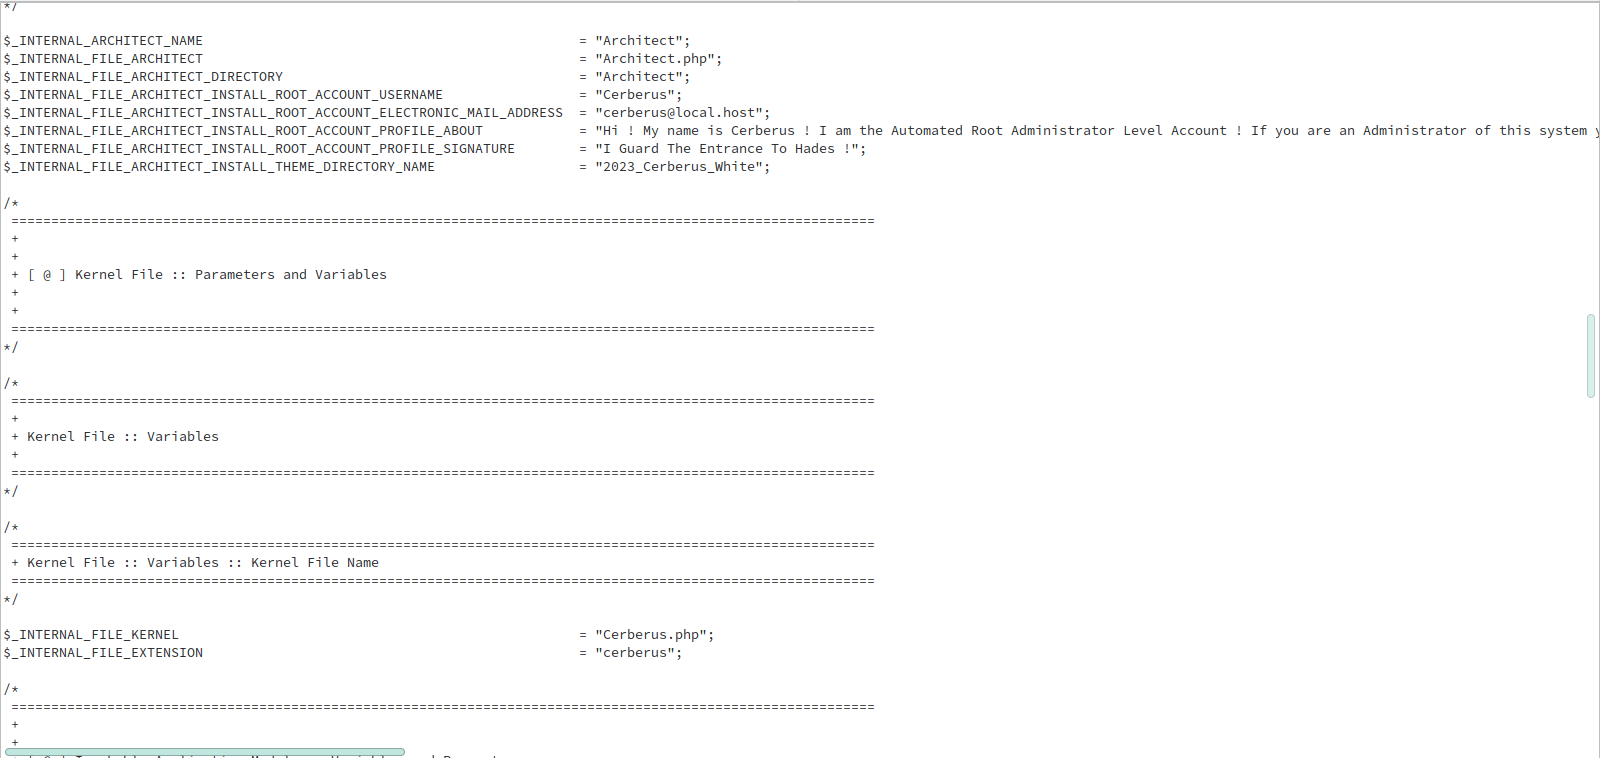 */
$_INTERNAL_ARCHITECT_NAME = "Architect";
$_INTERNAL_FILE_ARCHITECT = "Architect.php";
$_INTERNAL_FILE_ARCHITECT_DIRECTORY = "Architect";
$_INTERNAL_FILE_ARCHITECT_INSTALL_ROOT_ACCOUNT_USERNAME = "Cerberus";
$_INTERNAL_FILE_ARCHITECT_INSTALL_ROOT_ACCOUNT_ELECTRONIC_MAIL_ADDRESS = "cerberus@local.host";
$_INTERNAL_FILE_ARCHITECT_INSTALL_ROOT_ACCOUNT_PROFILE_ABOUT = "Hi ! My name is Cerberus ! I am the Automated Root Administrator Level Account ! If you are an Administrator of this system
$_INTERNAL_FILE_ARCHITECT_INSTALL_ROOT_ACCOUNT_PROFILE_SIGNATURE = "I Guard The Entrance To Hades !";
$_INTERNAL_FILE_ARCHITECT_INSTALL_THEME_DIRECTORY_NAME = "2023_Cerberus_White";
/*
============================================================================================================
+
+
+ [ @ ] Kernel File :: Parameters and Variables
+
+
============================================================================================================
*/
/*
============================================================================================================
+
+ Kernel File :: Variables
+
============================================================================================================
*/
/*
============================================================================================================
+ Kernel File :: Variables :: Kernel File Name
============================================================================================================
*/
$_INTERNAL_FILE_KERNEL = "Cerberus.php";
$_INTERNAL_FILE_EXTENSION = "cerberus";
/*
============================================================================================================
+
+